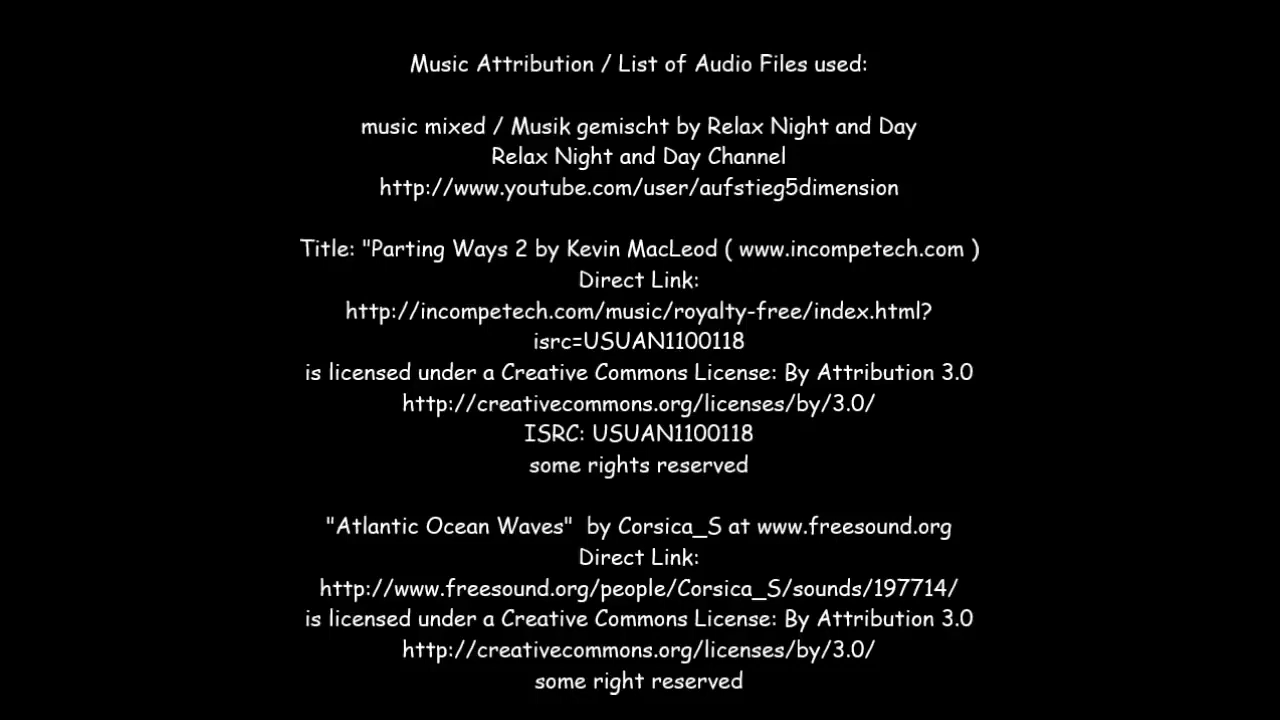 Music Attribution / List of Audio Files used:
music mixed / Musik gemischt by Relax Night and Day
Relax Night and Day Channel
http://www.youtube.com/user/aufstieg5dimension
Title: "Parting Ways 2 by Kevin MacLeod ( www.incompetech.com )
Direct Link:
http://incompetech.com/music/royalty-free/index.html?
isrc=USUAN1100118
is licensed under a Creative Commons License: By Attribution 3.0
http://creativecommons.org/licenses/by/3.0/
ISRC: USUAN1100118
some rights reserved
"Atlantic Ocean Waves"  by Corsica_S at www.freesound.org
Direct Link:
http://www.freesound.org/people/Corsica_S/sounds/197714/
is licensed under a Creative Commons License: By Attribution 3.0
http://creativecommons.org/licenses/by/3.0/
some right reserved